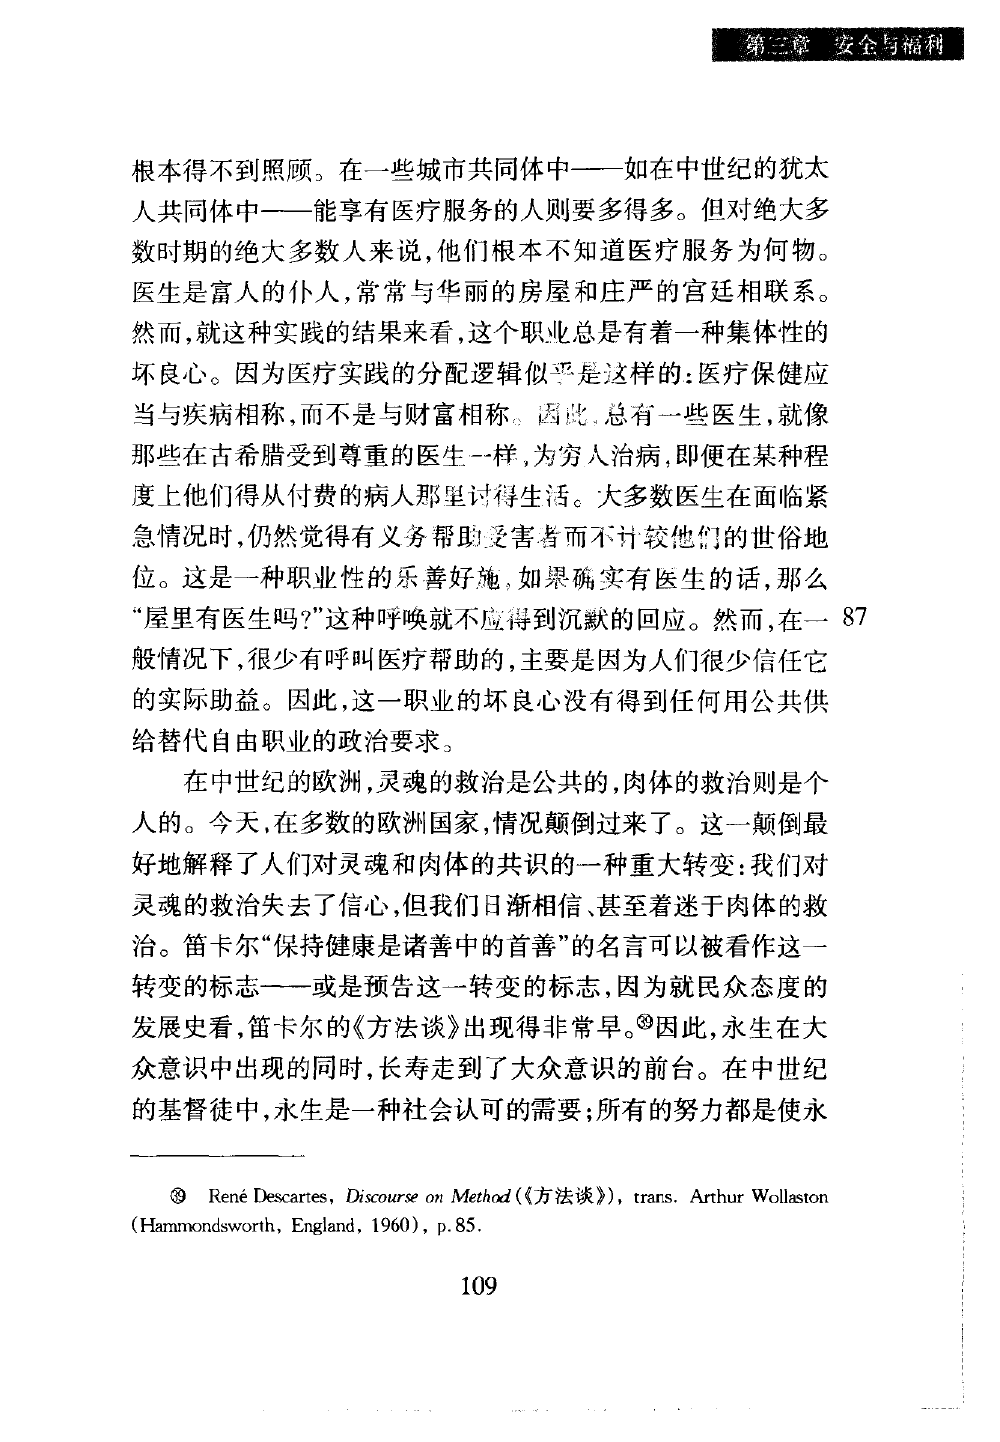 第三章 安全与福利
根本得不到照顾。在一些城市共同体中——如在中世纪的犹太
人共同体中——能享有医疗服务的人则要多得多。但对绝大多
数时期的绝大多数人来说,他们根本不知道医疗服务为何物。
医生是富人的仆人,常常与华丽的房屋和庄严的宫廷相联系。
然而,就这种实践的结果来看,这个职业总是有着一种集体性的
坏良心。因为医疗实践的分配逻辑似乎是这样的:医疗保健应
当与疾病相称,而不是与财富相称。因此,总有一些医生,就像
那些在古希腊受到尊重的医生一样,为穷人治病,即便在某种程
度上他们得从付费的病人那里讨得生活。大多数医生在面临紧
急情况时,仍然觉得有义务帮助受害者而不计较他们的世俗地
位。这是一种职业性的乐善好施,如果确实有医生的话,那么
“屋里有医生吗?”这种呼唤就不应得到沉默的回应。然而,在一 87
般情况下,很少有呼叫医疗帮助的,主要是因为人们很少信任它
的实际助益。因此,这一职业的坏良心没有得到任何用公共供
给替代自由职业的政治要求。
在中世纪的欧洲,灵魂的救治是公共的,肉体的救治则是个
人的。今天,在多数的欧洲国家,情况颠倒过来了。这一颠倒最
好地解释了人们对灵魂和肉体的共识的一种重大转变:我们对
灵魂的救治失去了信心,但我们日渐相信、甚至着迷于肉体的救
治。笛卡尔“保持健康是诸善中的首善”的名言可以被看作这一
转变的标志——或是预告这一转变的标志,因为就民众态度的
发展史看,笛卡尔的《方法谈》出现得非常早。㊴因此,永生在大
众意识中出现的同时,长寿走到了大众意识的前台。在中世纪
的基督徒中,永生是一种社会认可的需要;所有的努力都是使永
㊴ René Descartes, Discourse on Method(《方法谈》), trans. Arthur Wollaston
(Hammondsworth, England, 1960), p.85.
109